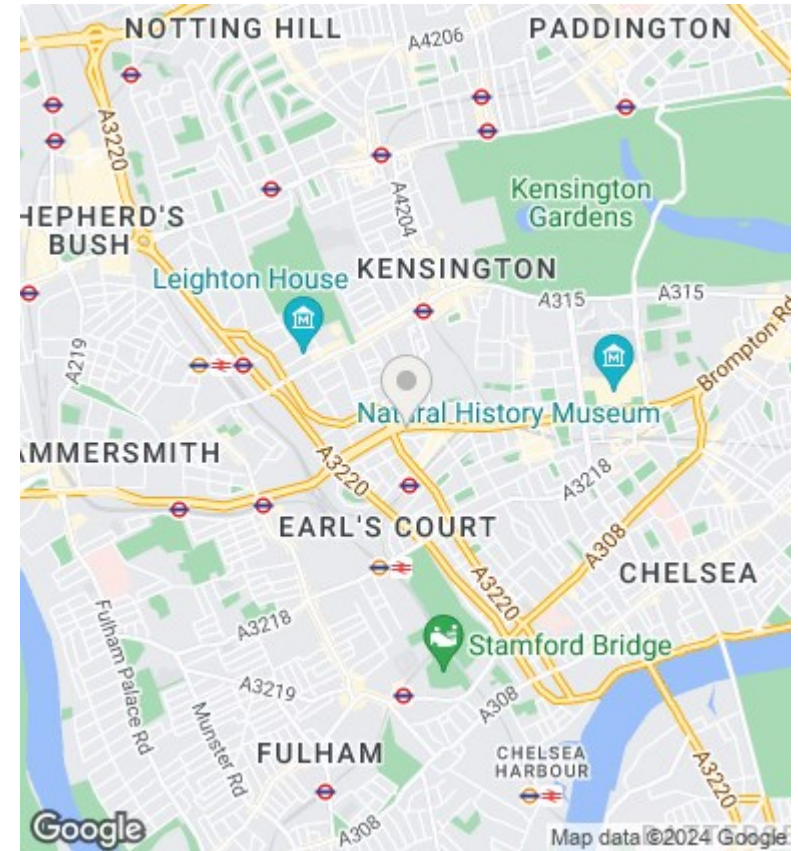 NOTTING HILL
A4206
PADDINGTON
A3220
Kensington
Gardens
A4204
HEPHERD'S
BUSH
Leighton House
KENSINGTON
A315
A315
A219
Brompton Rd
Natural History Museum
AMMERSMITH
A3220
A3218
EARL'S COURT
A308
CHELSEA
A3220
Fulham Palace Rd
A3218
Stamford Bridge
A3219
A308
Munster Rd
FULHAM
CHELSEA
HARBOUR
A3220
A308
Google
Map data ©2024 Google